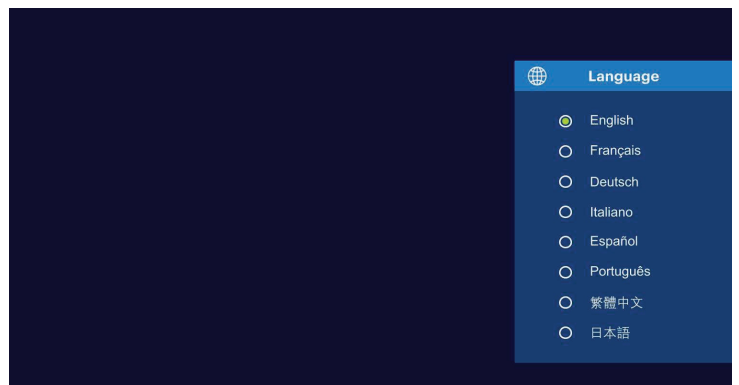 Language
English
Français
Deutsch
Italiano
Español
Português
繁體中文
日本語